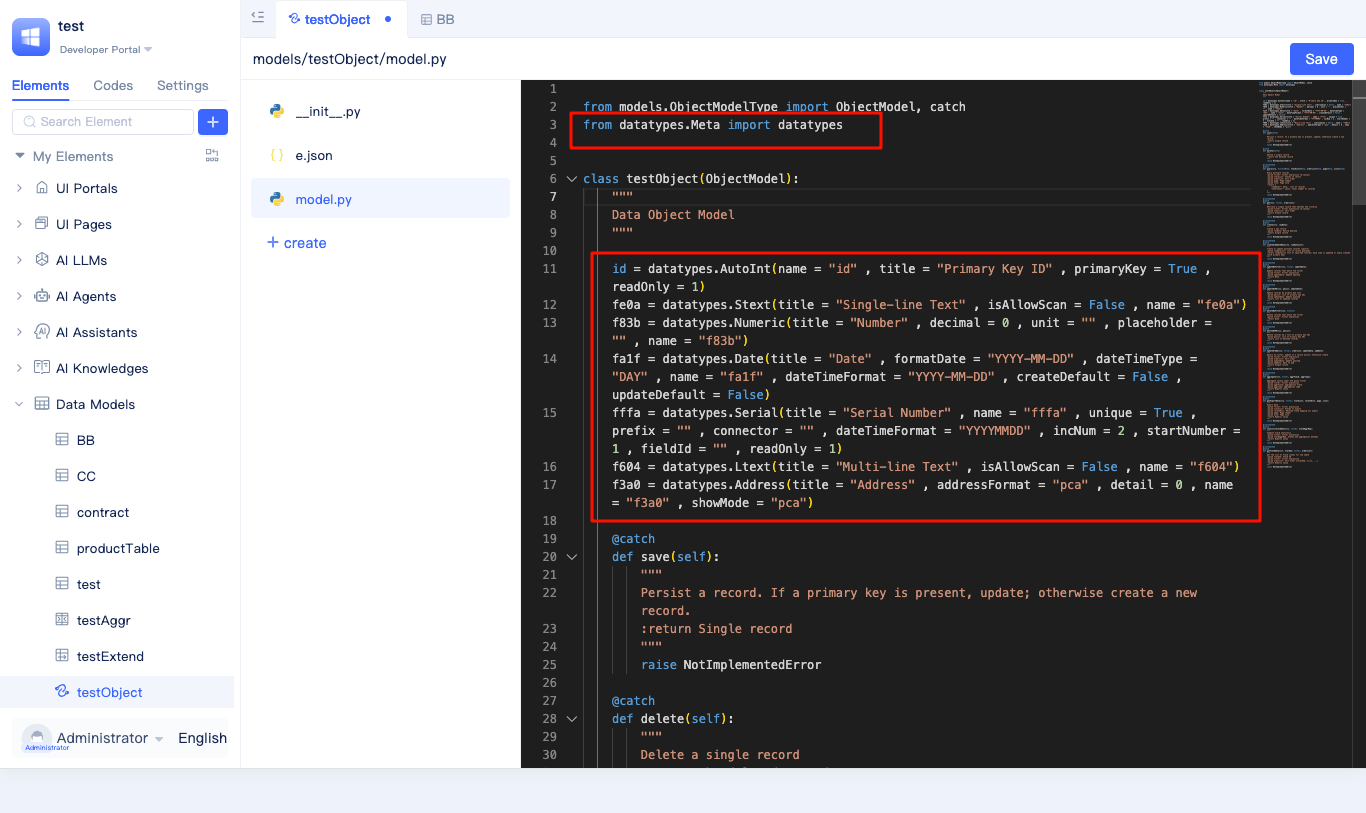 test
Developer Portal
Elements Codes Settings
Search Element
My Elements
UI Portals
UI Pages
AI LLMs
AI Agents
AI Assistants
AI Knowledges
Data Models
BB
CC
contract
productTable
test
testAggr
testExtend
testObject
Administrator
Administrator
English
testObject
BB
models/testObject/model.py
Save
__init__.py
{} e.json
model.py
+ create
1
2 from models.ObjectModelType import ObjectModel, catch
3 from datatypes.Meta import datatypes
4
5
6 class testObject(ObjectModel):
7 """
8 Data Object Model
9 """
10
11 id = datatypes.AutoInt(name = "id" , title = "Primary Key ID" , primaryKey = True ,
readOnly = 1)
12 fe0a = datatypes.Stext(title = "Single-line Text" , isAllowScan = False , name = "fe0a")
13 f83b = datatypes.Numeric(title = "Number" , decimal = 0 , unit = "" , placeholder =
"" , name = "f83b")
14 fa1f = datatypes.Date(title = "Date" , formatDate = "YYYY-MM-DD" , dateTimeType =
"DAY" , name = "fa1f" , dateTimeFormat = "YYYY-MM-DD" , createDefault = False ,
updateDefault = False)
15 fffa = datatypes.Serial(title = "Serial Number" , name = "fffa" , unique = True ,
prefix = "" , connector = "" , dateTimeFormat = "YYYYMMDD" , incNum = 2 , startNumber =
1 , fieldId = "" , readOnly = 1)
16 f604 = datatypes.Ltext(title = "Multi-line Text" , isAllowScan = False , name = "f604")
17 f3a0 = datatypes.Address(title = "Address" , addressFormat = "pca" , detail = 0 , name
= "f3a0" , showMode = "pca")
18
19 @catch
20 def save(self):
21 """
22 Persist a record. If a primary key is present, update; otherwise create a new
record.
23 :return Single record
24 """
25 raise NotImplementedError
26
27 @catch
28 def delete(self):
29 """
30 Delete a single record